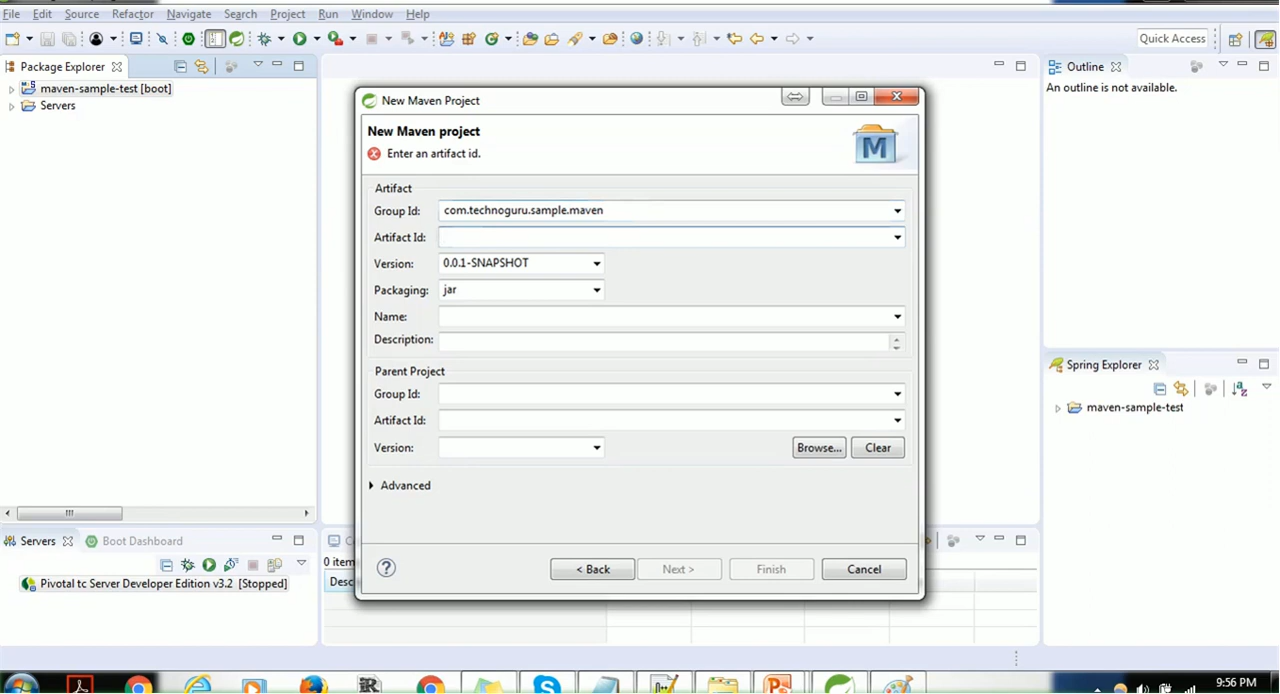 File Edit Source Refactor Navigate Search Project Run Window Help
Quick Access
Package Explorer
maven-sample-test [boot]
Servers
New Maven Project
New Maven project
Enter an artifact id.
M
Artifact
Group Id: com.technoguru.sample.maven
Artifact Id:
Version: 0.0.1-SNAPSHOT
Packaging: jar
Name:
Description:
Parent Project
Group Id:
Artifact Id:
Version: Browse... Clear
Advanced
< Back Next > Finish Cancel
Outline
An outline is not available.
Spring Explorer
maven-sample-test
Servers Boot Dashboard
Pivotal tc Server Developer Edition v3.2 [Stopped]
0 item
Desc
9:56 PM